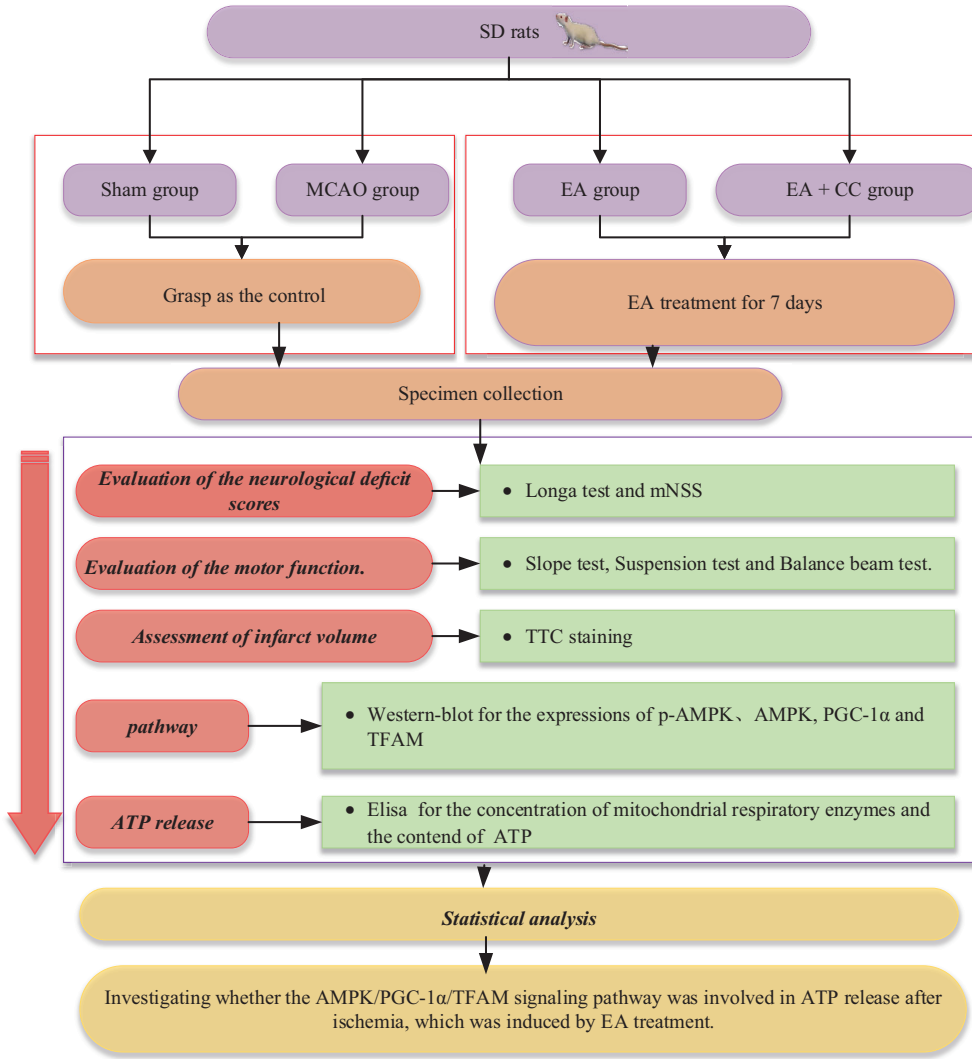 SD rats
Sham group
MCAO group
EA group
EA + CC group
Grasp as the control
EA treatment for 7 days
Specimen collection
Evaluation of the neurological deficit
scores
• Longa test and mNSS
Evaluation of the motor function.
• Slope test, Suspension test and Balance beam test.
Assessment of infarct volume
• TTC staining
pathway
• Western-blot for the expressions of p-AMPK、AMPK, PGC-1α and
TFAM
ATP release
• Elisa for the concentration of mitochondrial respiratory enzymes and
the contend of ATP
Statistical analysis
Investigating whether the AMPK/PGC-1α/TFAM signaling pathway was involved in ATP release after
ischemia, which was induced by EA treatment.